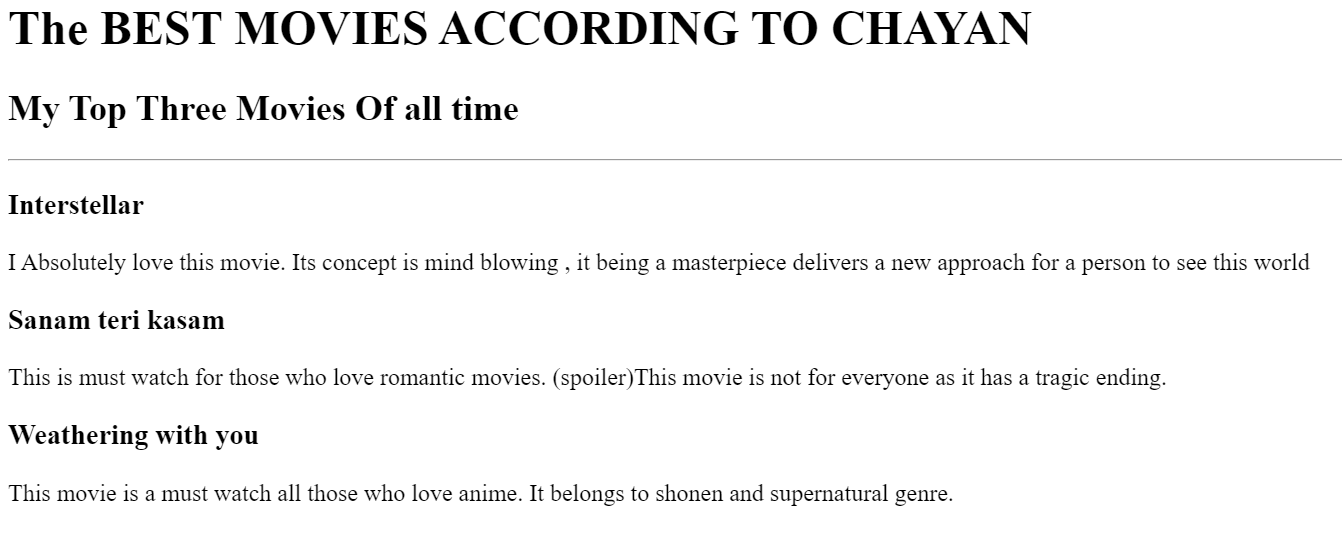 The BEST MOVIES ACCORDING TO CHAYAN
My Top Three Movies Of all time
Interstellar
I Absolutely love this movie. Its concept is mind blowing , it being a masterpiece delivers a new approach for a person to see this world
Sanam teri kasam
This is must watch for those who love romantic movies. (spoiler)This movie is not for everyone as it has a tragic ending.
Weathering with you
This movie is a must watch all those who love anime. It belongs to shonen and supernatural genre.